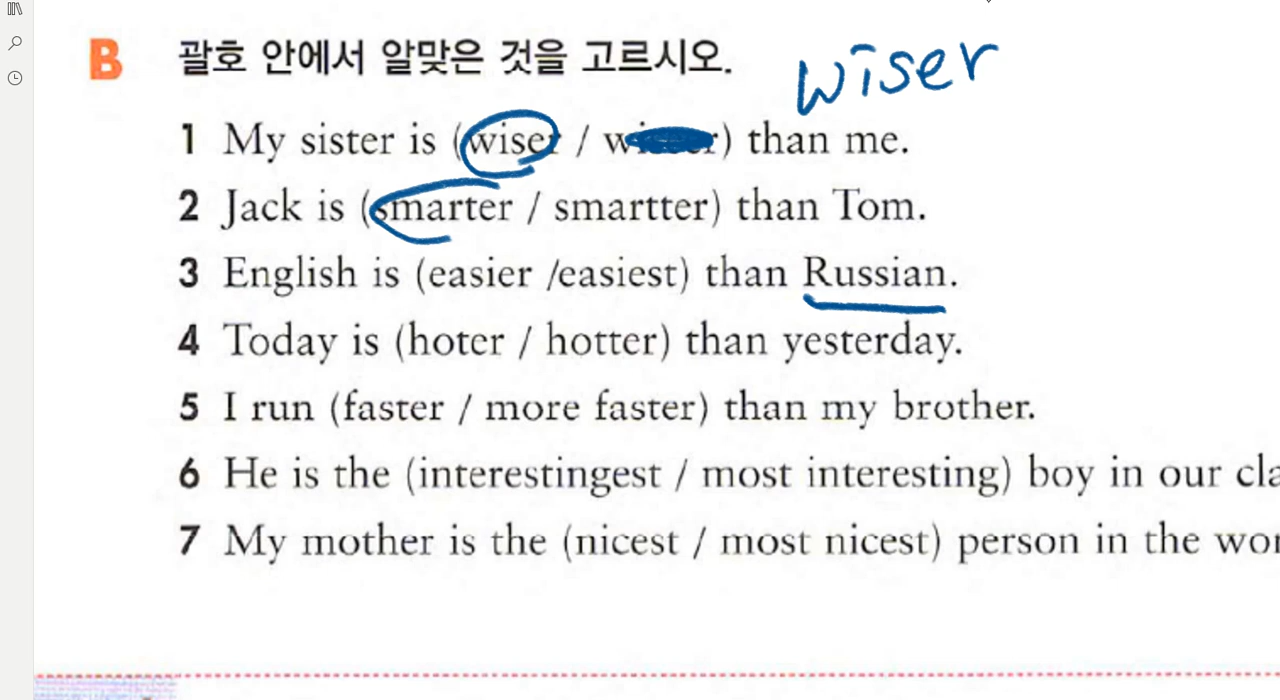 B 괄호 안에서 알맞은 것을 고르시오.
wiser
1 My sister is (wiser / w r) than me.
2 Jack is (smarter / smartter) than Tom.
3 English is (easier /easiest) than Russian.
4 Today is (hoter / hotter) than yesterday.
5 I run (faster / more faster) than my brother.
6 He is the (interestingest / most interesting) boy in our cla
7 My mother is the (nicest / most nicest) person in the wor